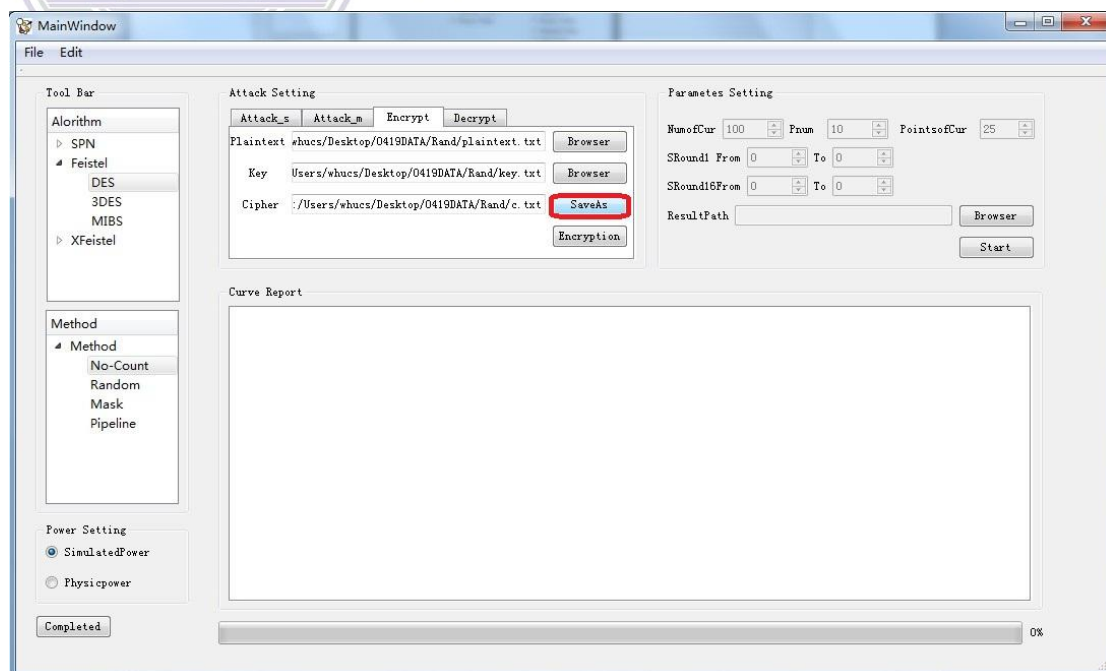 MainWindow
File Edit
Tool Bar
Alorithm
SPN
Feistel
DES
3DES
MIBS
XFeistel
Method
Method
No-Count
Random
Mask
Pipeline
Power Setting
SimulatedPower
Physicpower
Completed
Attack Setting
Attack_s Attack_m Encrypt Decrypt
Plaintext whucs/Desktop/0419DATA/Rand/plaintext.txt Browser
Key Users/whucs/Desktop/0419DATA/Rand/key.txt Browser
Cipher :/Users/whucs/Desktop/0419DATA/Rand/c.txt SaveAs
Encryption
Parametes Setting
NumofCur 100 Pnum 10 PointsofCur 25
SRound1 From 0 To 0
SRound16From 0 To 0
ResultPath Browser
Start
Curve Report
0%